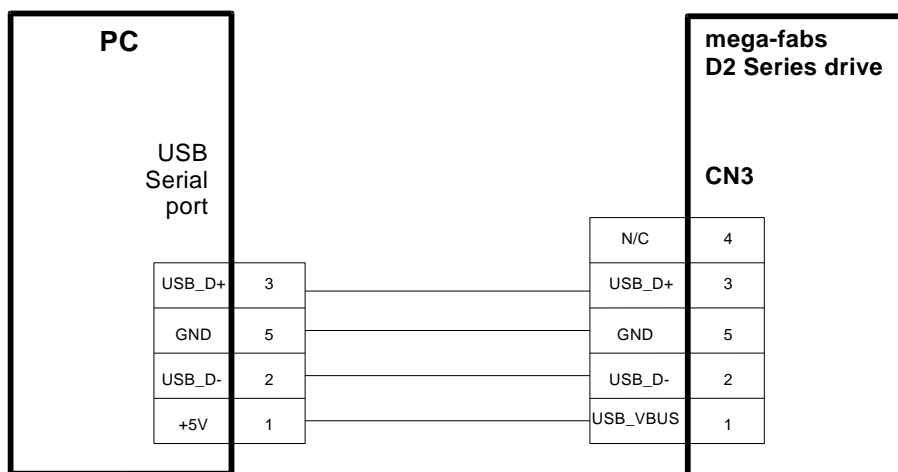 PC
mega-fabs
D2 Series drive
USB
Serial
port
CN3
N/C 4
USB_D+ 3 USB_D+ 3
GND 5 GND 5
USB_D- 2 USB_D- 2
+5V 1 USB_VBUS 1